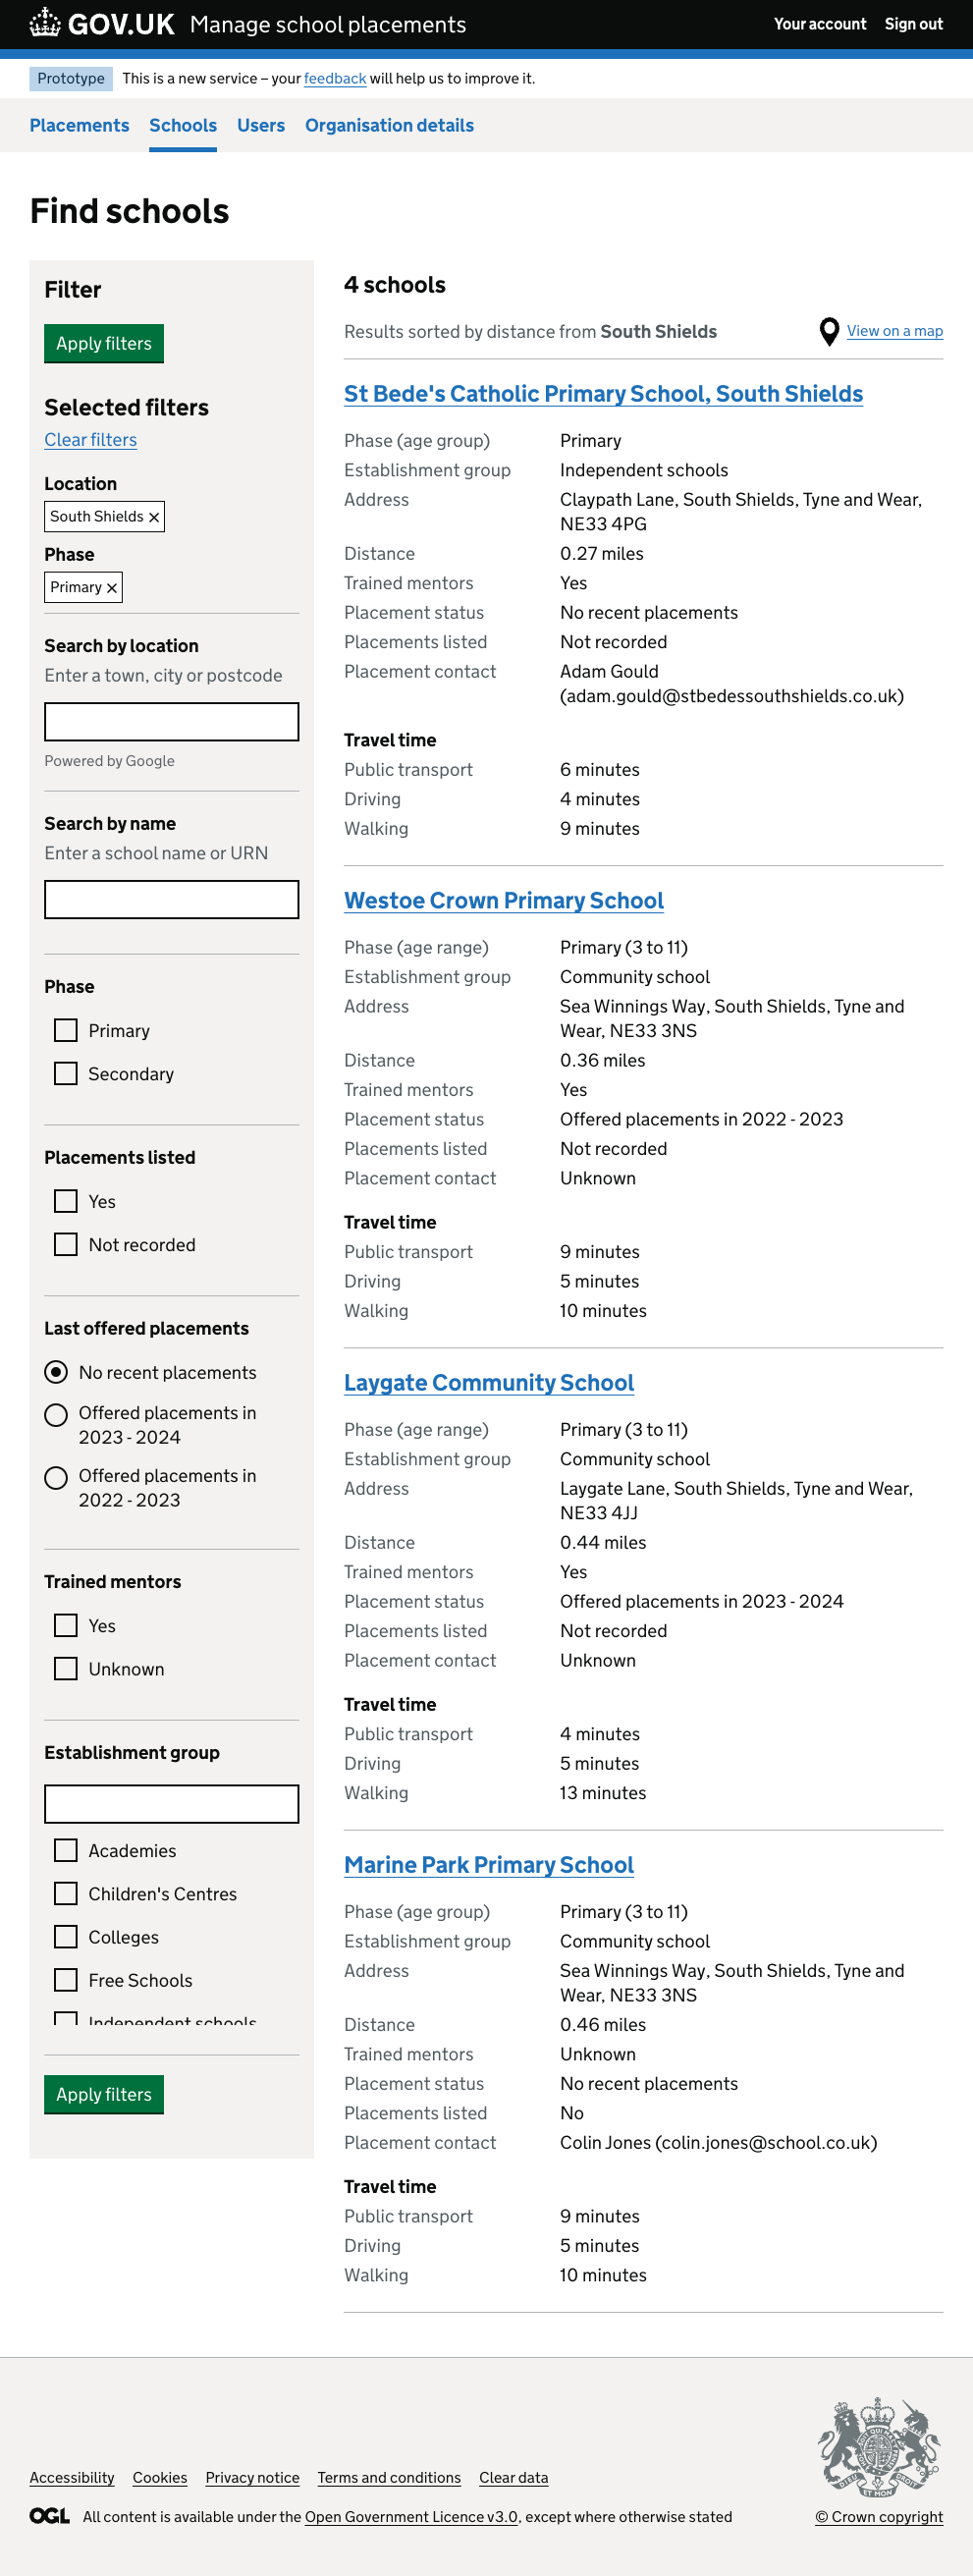 GOV.UK Manage school placements Your account Sign out
Prototype This is a new service – your feedback will help us to improve it.
Placements Schools Users Organisation details
Find schools
Filter
Apply filters
Selected filters
Clear filters
Location
South Shields ✕
Phase
Primary ✕
Search by location
Enter a town, city or postcode
Powered by Google
Search by name
Enter a school name or URN
Phase
Primary
Secondary
Placements listed
Yes
Not recorded
Last offered placements
No recent placements
Offered placements in
2023 - 2024
Offered placements in
2022 - 2023
Trained mentors
Yes
Unknown
Establishment group
Academies
Children's Centres
Colleges
Free Schools
Independent schools
Apply filters
4 schools
Results sorted by distance from South Shields View on a map
St Bede's Catholic Primary School, South Shields
Phase (age group) Primary
Establishment group Independent schools
Address Claypath Lane, South Shields, Tyne and Wear,
NE33 4PG
Distance 0.27 miles
Trained mentors Yes
Placement status No recent placements
Placements listed Not recorded
Placement contact Adam Gould
(adam.gould@stbedessouthshields.co.uk)
Travel time
Public transport 6 minutes
Driving 4 minutes
Walking 9 minutes
Westoe Crown Primary School
Phase (age range) Primary (3 to 11)
Establishment group Community school
Address Sea Winnings Way, South Shields, Tyne and
Wear, NE33 3NS
Distance 0.36 miles
Trained mentors Yes
Placement status Offered placements in 2022 - 2023
Placements listed Not recorded
Placement contact Unknown
Travel time
Public transport 9 minutes
Driving 5 minutes
Walking 10 minutes
Laygate Community School
Phase (age range) Primary (3 to 11)
Establishment group Community school
Address Laygate Lane, South Shields, Tyne and Wear,
NE33 4JJ
Distance 0.44 miles
Trained mentors Yes
Placement status Offered placements in 2023 - 2024
Placements listed Not recorded
Placement contact Unknown
Travel time
Public transport 4 minutes
Driving 5 minutes
Walking 13 minutes
Marine Park Primary School
Phase (age group) Primary (3 to 11)
Establishment group Community school
Address Sea Winnings Way, South Shields, Tyne and
Wear, NE33 3NS
Distance 0.46 miles
Trained mentors Unknown
Placement status No recent placements
Placements listed No
Placement contact Colin Jones (colin.jones@school.co.uk)
Travel time
Public transport 9 minutes
Driving 5 minutes
Walking 10 minutes
Accessibility Cookies Privacy notice Terms and conditions Clear data
OGL All content is available under the Open Government Licence v3.0, except where otherwise stated
© Crown copyright